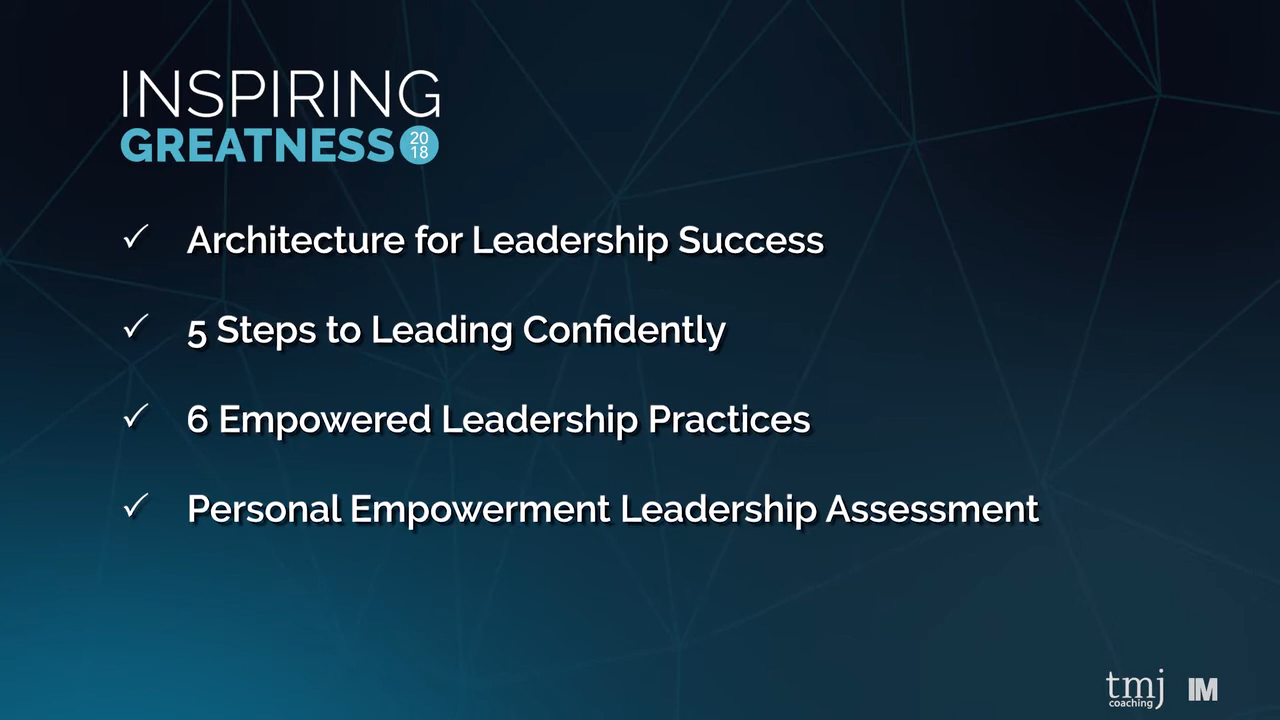 INSPIRING
GREATNESS 20
18
✓ Architecture for Leadership Success
✓ 5 Steps to Leading Confidently
✓ 6 Empowered Leadership Practices
✓ Personal Empowerment Leadership Assessment
tmj IM
coaching